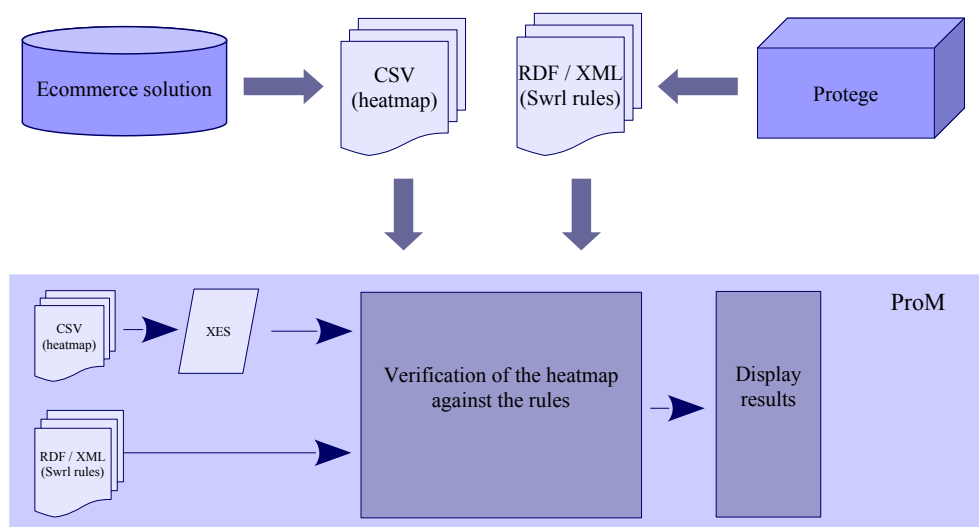 Ecommerce solution
CSV
(heatmap)
RDF / XML
(Swrl rules)
Protege
ProM
CSV
(heatmap)
XES
Verification of the heatmap
against the rules
Display
results
RDF / XML
(Swrl rules)